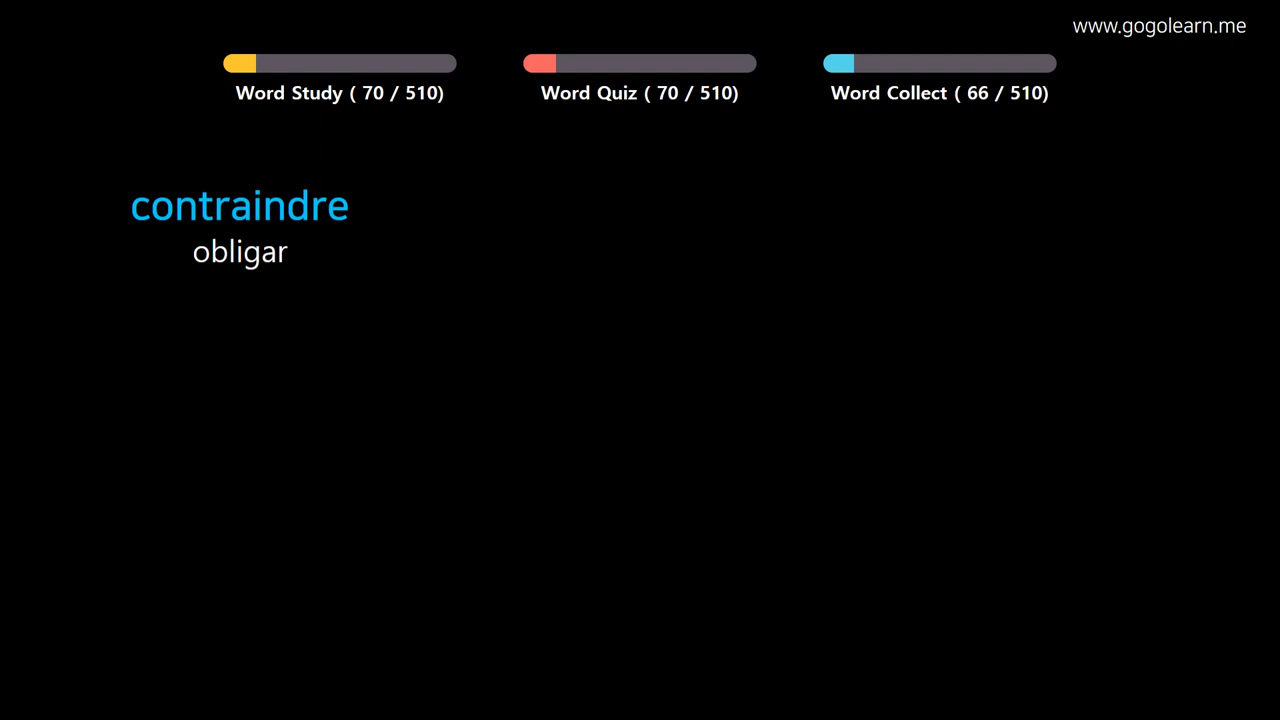 www.gogolearn.me
Word Study ( 70 / 510)
Word Quiz ( 70 / 510)
Word Collect ( 66 / 510)
contraindre
obligar